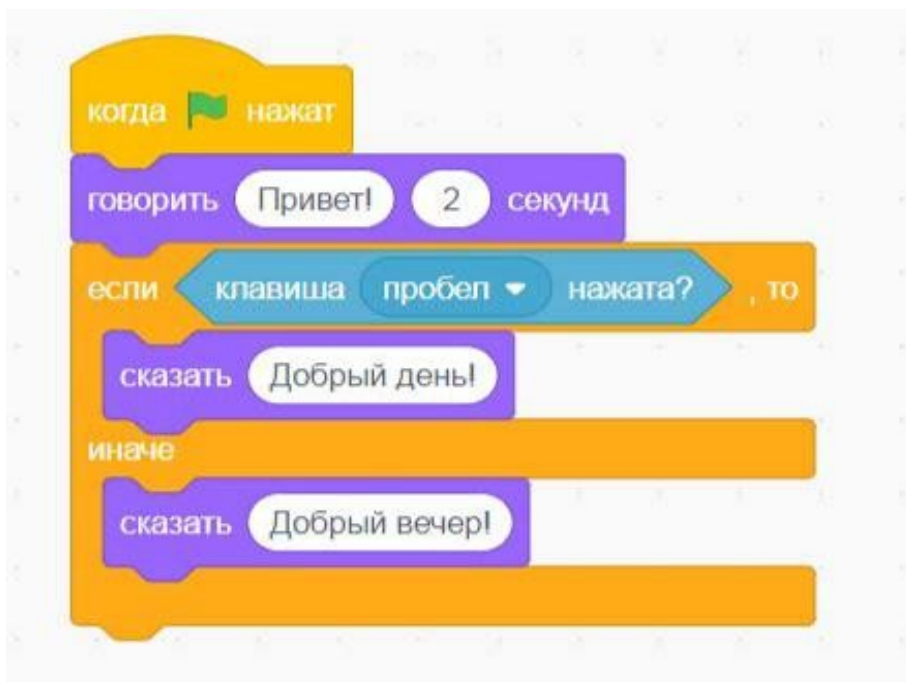 когда нажат
говорить Привет! 2 секунд
если клавиша пробел нажата? , то
сказать Добрый день!
иначе
сказать Добрый вечер!